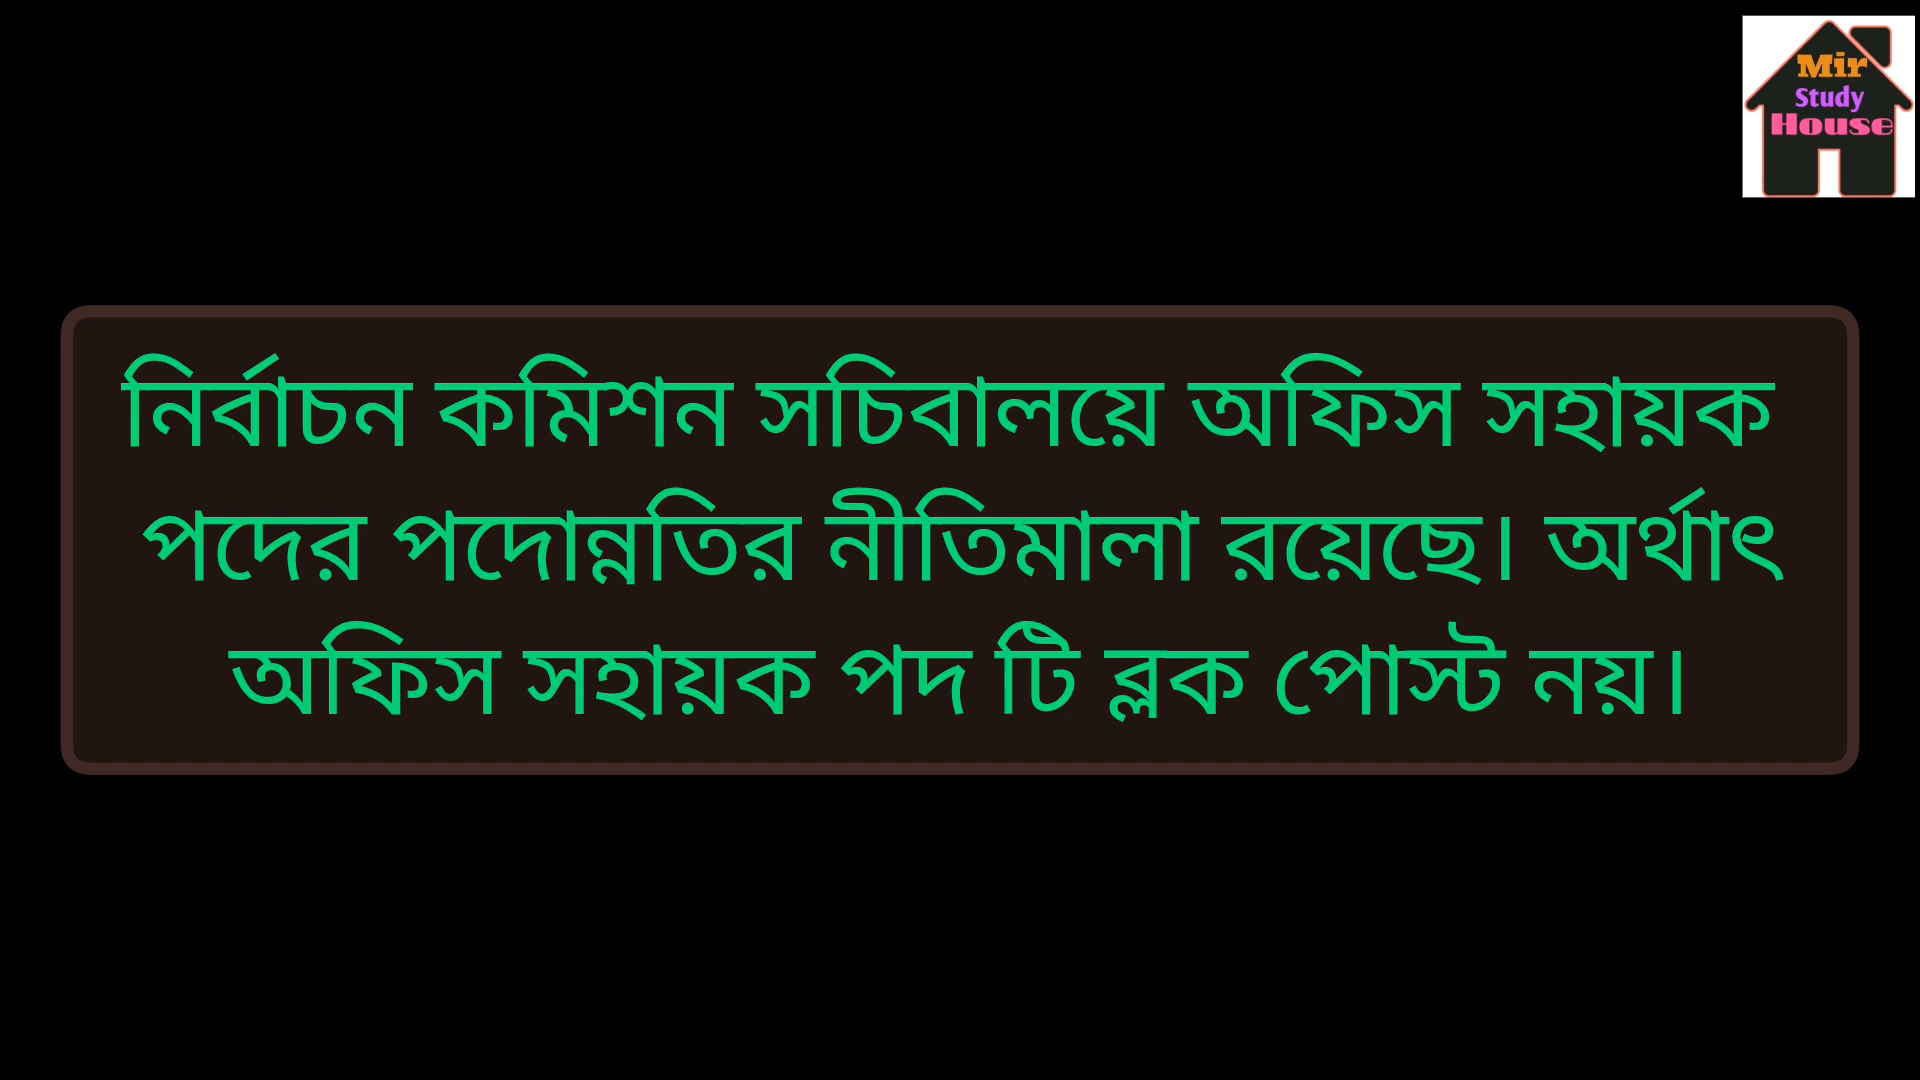 Mir
Study
House
নির্বাচন কমিশন সচিবালয়ে অফিস সহায়ক
পদের পদোন্নতির নীতিমালা রয়েছে। অর্থাৎ
অফিস সহায়ক পদ টি ব্লক পোস্ট নয়।